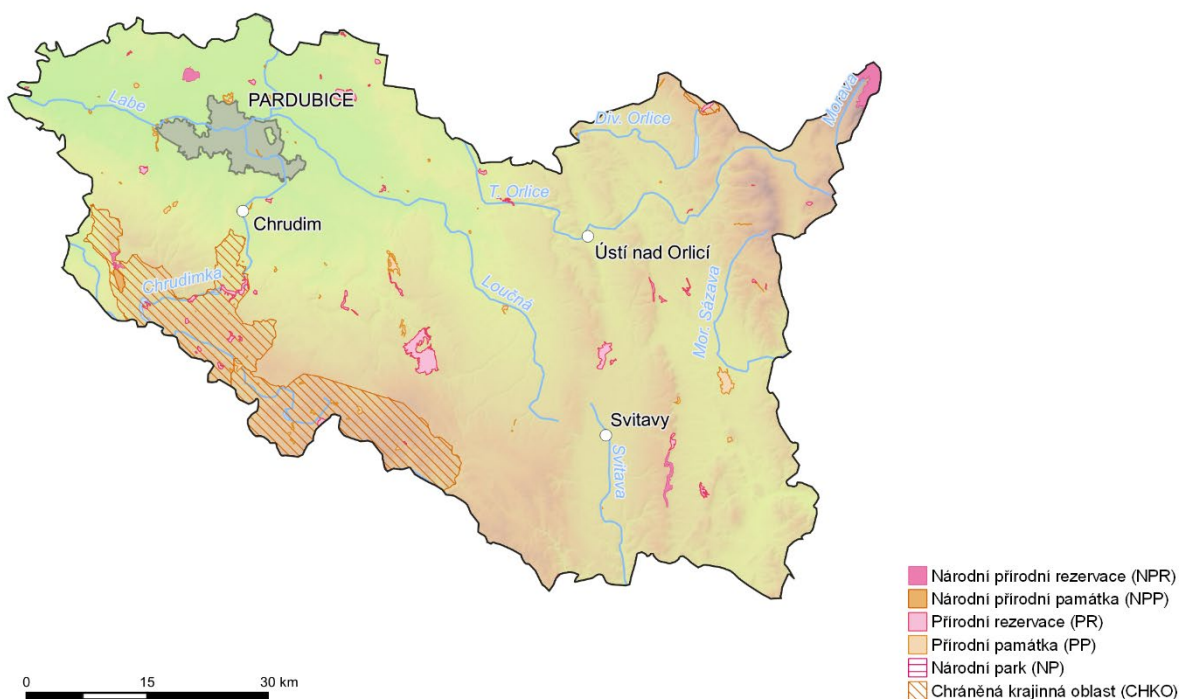 PARDUBICE
Labe
Morava
Div. Orlice
T. Orlice
Chrudim
Ústí nad Orlicí
Chrudimka
Loučná
Mor. Sázava
Svitavy
Svitava
Národní přírodní rezervace (NPR)
Národní přírodní památka (NPP)
Přírodní rezervace (PR)
Přírodní památka (PP)
Národní park (NP)
Chráněná krajinná oblast (CHKO)
0 15 30 km